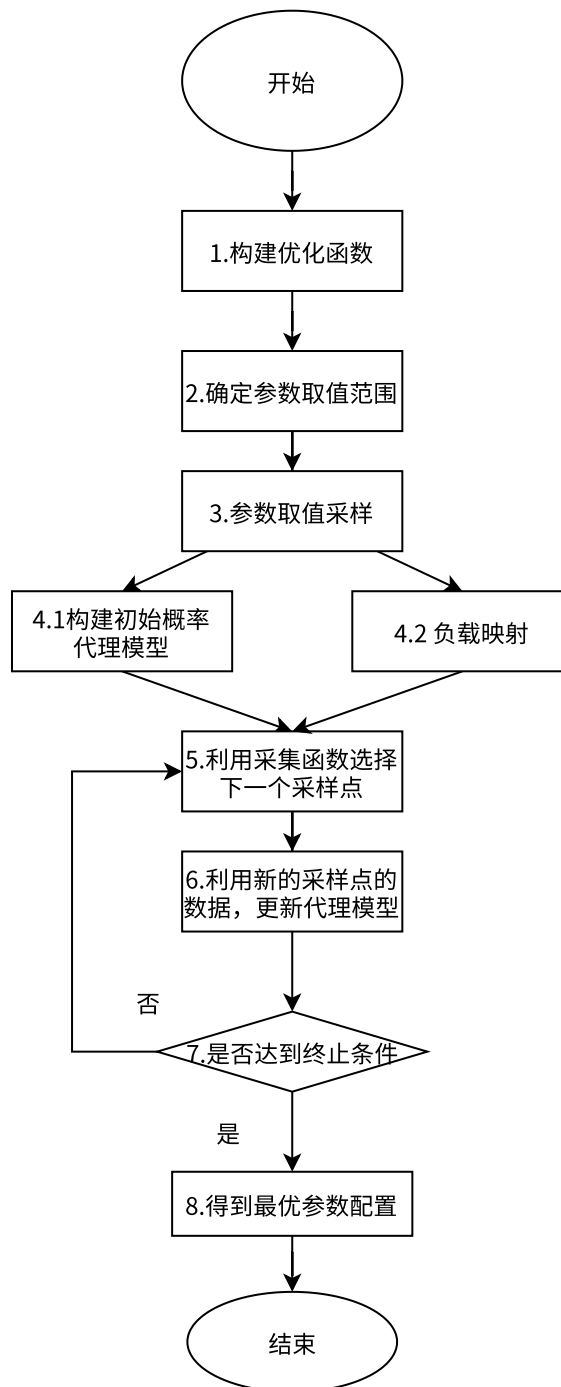 开始
1.构建优化函数
2.确定参数取值范围
3.参数取值采样
4.1构建初始概率
代理模型
4.2 负载映射
5.利用采集函数选择
下一个采样点
6.利用新的采样点的
数据，更新代理模型
否
7.是否达到终止条件
是
8.得到最优参数配置
结束